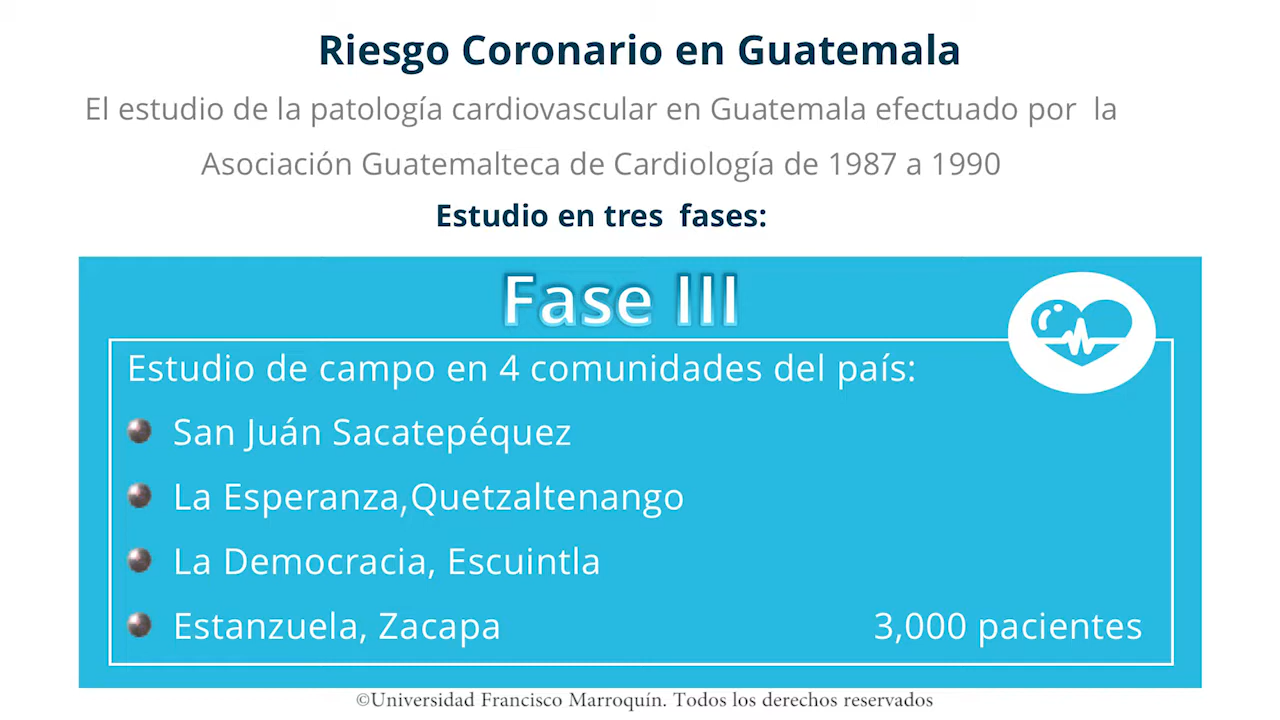 Riesgo Coronario en Guatemala
El estudio de la patología cardiovascular en Guatemala efectuado por la
Asociación Guatemalteca de Cardiología de 1987 a 1990
Estudio en tres fases:
Fase III
Estudio de campo en 4 comunidades del país:
San Juán Sacatepéquez
La Esperanza,Quetzaltenango
La Democracia, Escuintla
Estanzuela, Zacapa 3,000 pacientes
©Universidad Francisco Marroquín. Todos los derechos reservados